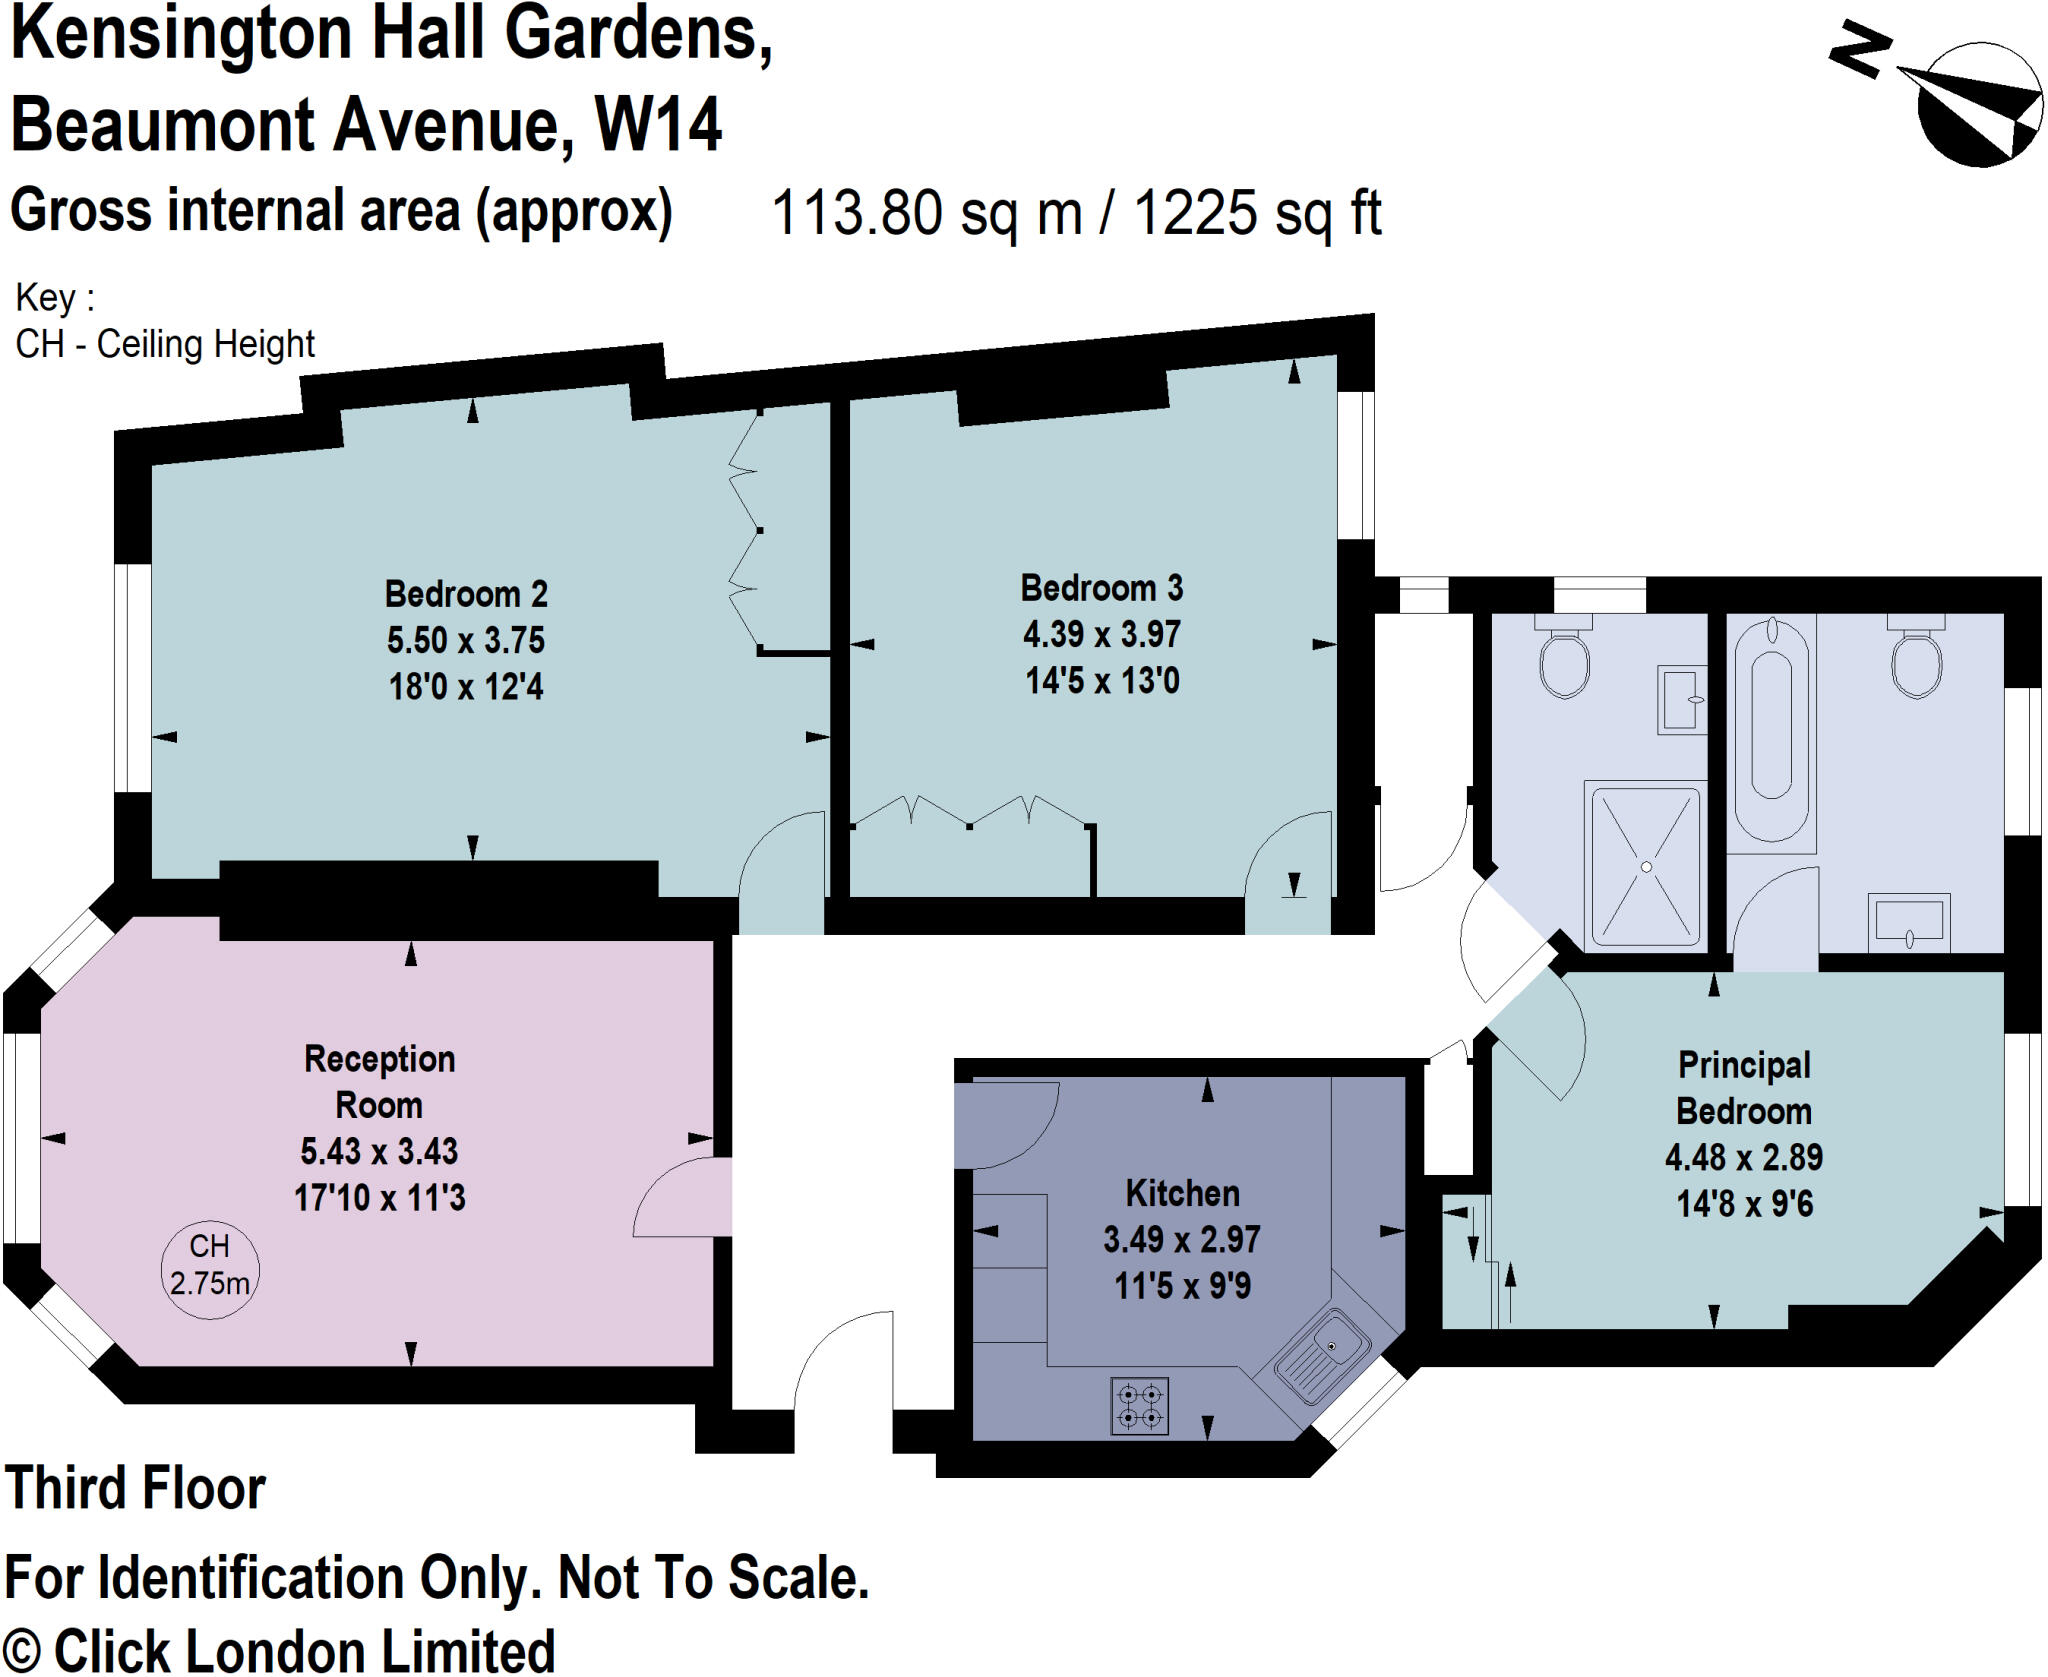 Kensington Hall Gardens,
Beaumont Avenue, W14
Gross internal area (approx) 113.80 sq m / 1225 sq ft
N
Key :
CH - Ceiling Height
Bedroom 2
5.50 x 3.75
18'0 x 12'4
Bedroom 3
4.39 x 3.97
14'5 x 13'0
Reception
Room
5.43 x 3.43
17'10 x 11'3
CH
2.75m
Kitchen
3.49 x 2.97
11'5 x 9'9
Principal
Bedroom
4.48 x 2.89
14'8 x 9'6
Third Floor
For Identification Only. Not To Scale.
© Click London Limited